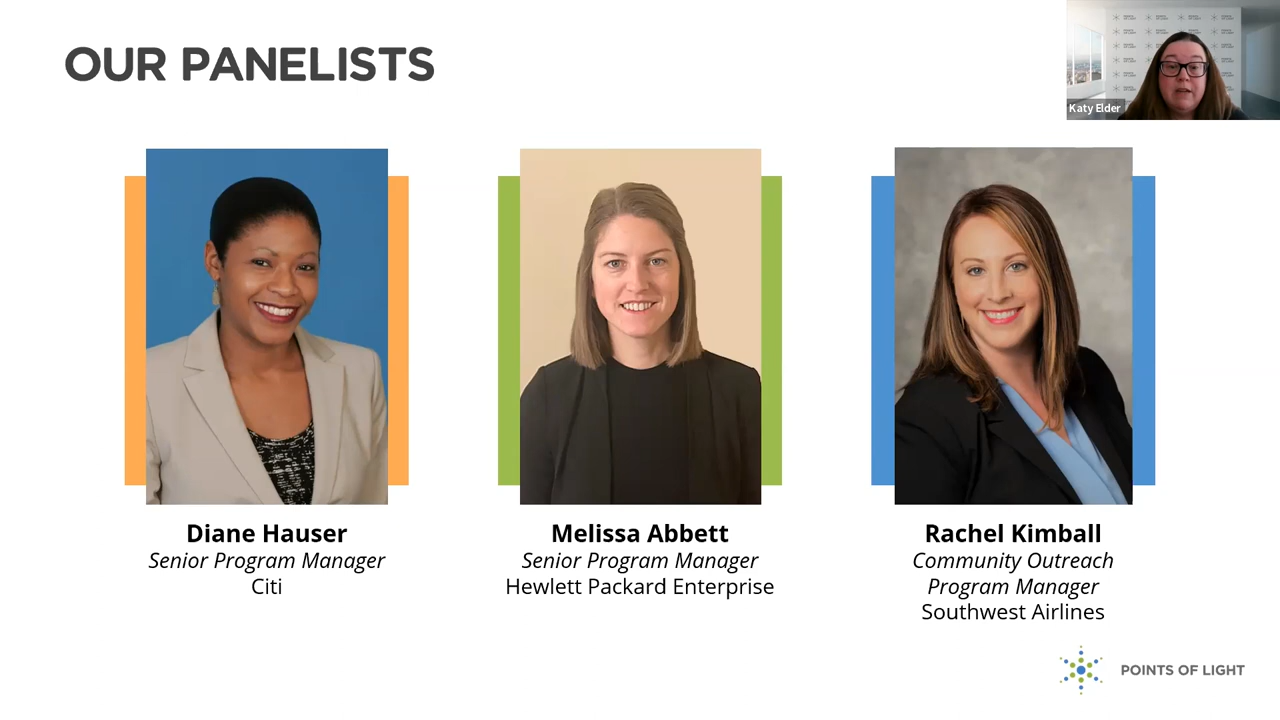 OUR PANELISTS
Katy Elder
Diane Hauser
Senior Program Manager
Citi
Melissa Abbett
Senior Program Manager
Hewlett Packard Enterprise
Rachel Kimball
Community Outreach
Program Manager
Southwest Airlines
POINTS OF LIGHT